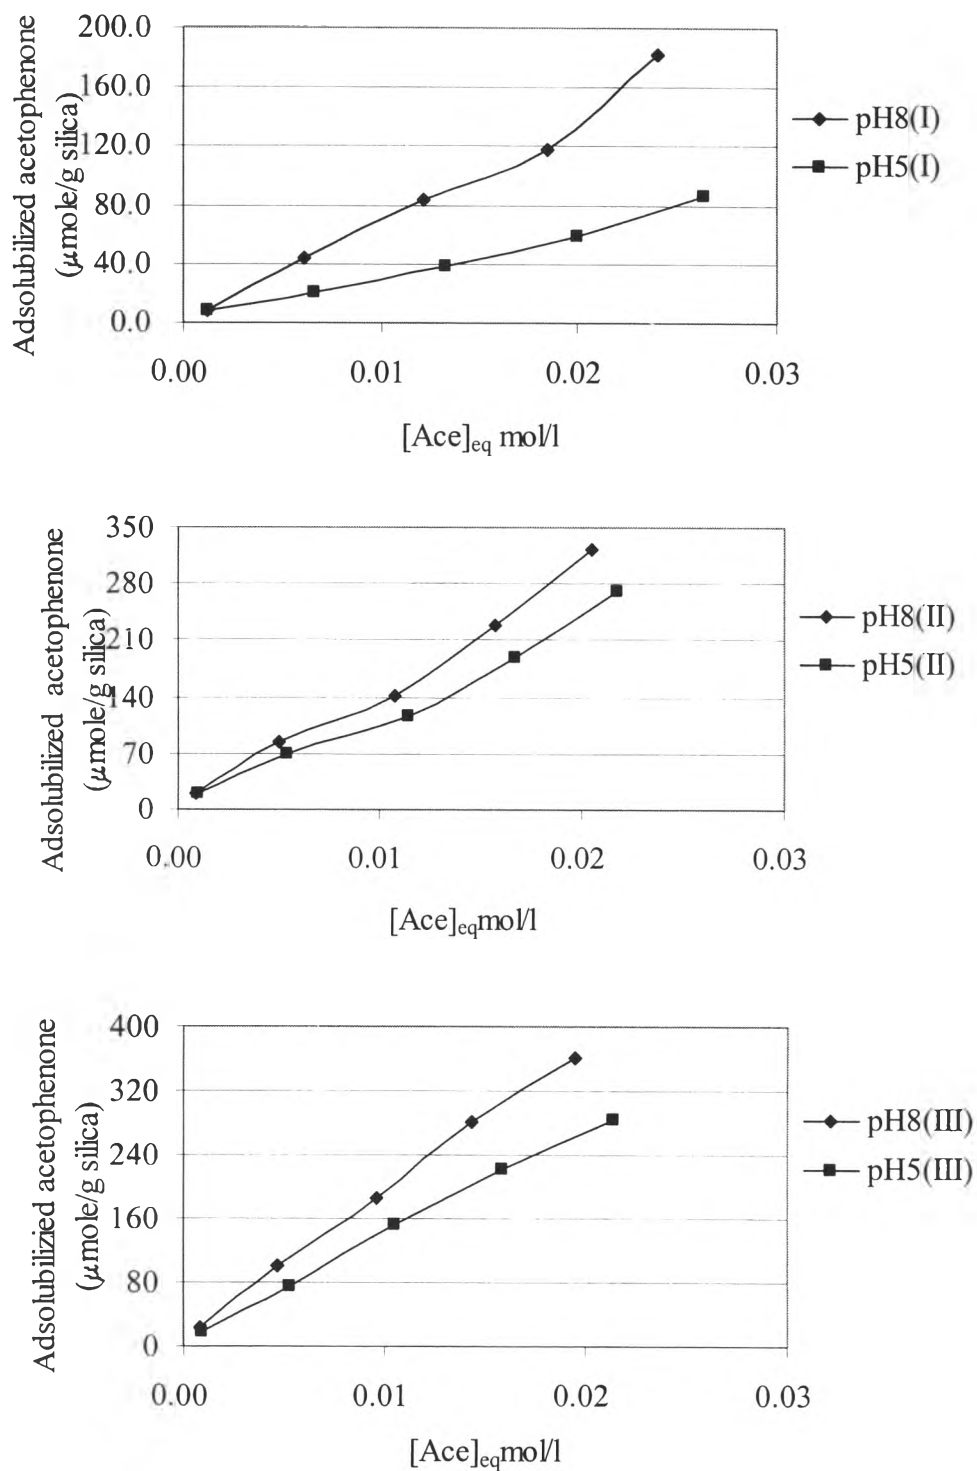 Adsolubilized acetophenone
(μmole/g silica)
200.0
160.0
120.0
80.0
40.0
0.0
0.00 0.01 0.02 0.03
[Ace]eq mol/l
pH8(I)
pH5(I)
Adsolubilized acetophenone
(μmole/g silica)
350
280
210
140
70
0
0.00 0.01 0.02 0.03
[Ace]eqmol/l
pH8(II)
pH5(II)
Adsolubilizied acetophenone
(μmole/g silica)
400
320
240
160
80
0
0.00 0.01 0.02 0.03
[Ace]eqmol/l
pH8(III)
pH5(III)